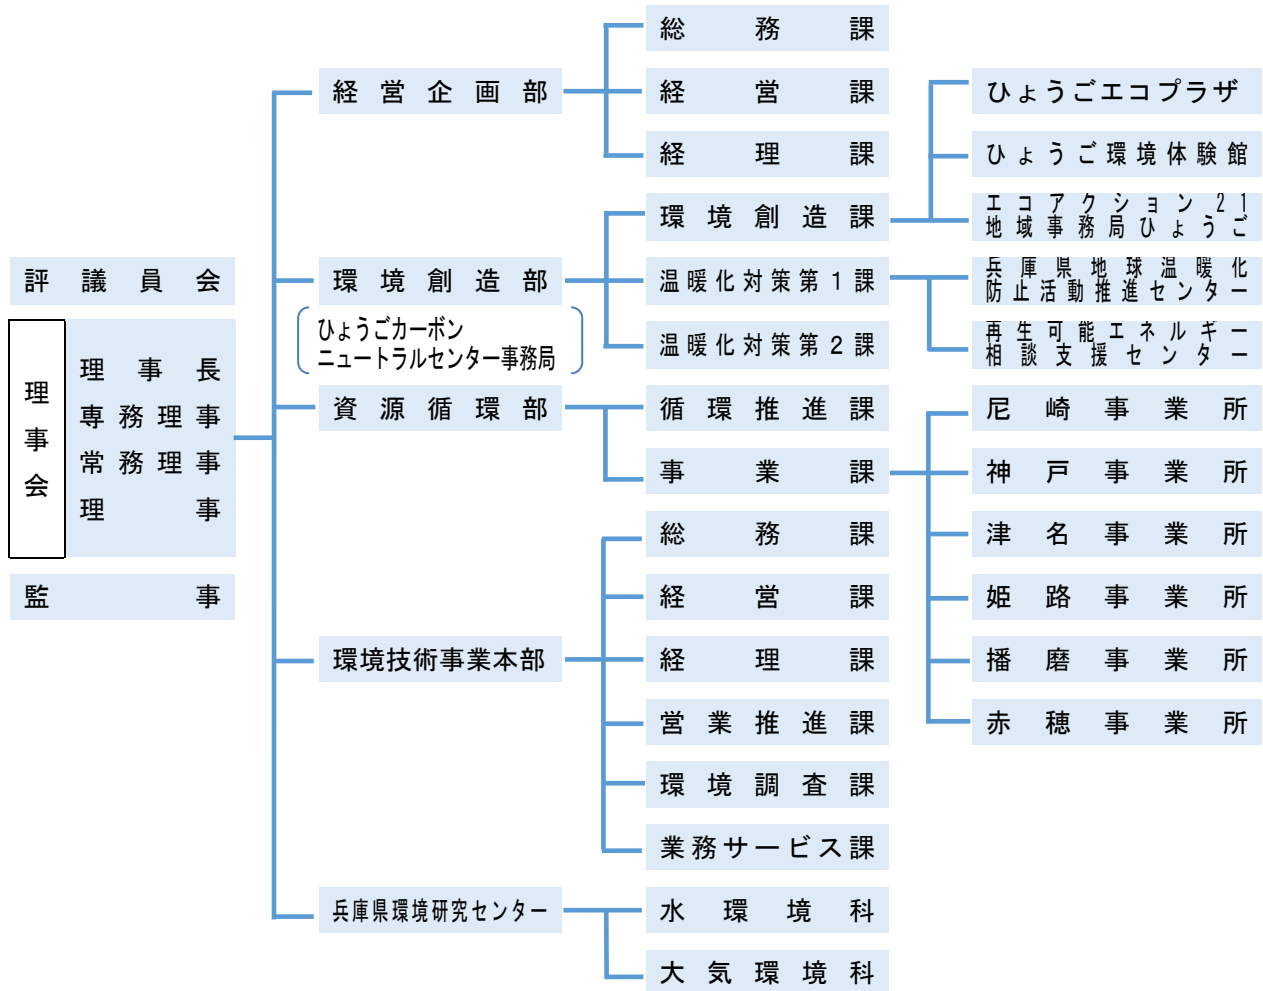 評議員会
理事会
理事長
専務理事
常務理事
理事
監事
経営企画部
総務課
経営課
経理課
環境創造部
ひょうごカーボン
ニュートラルセンター事務局
環境創造課
ひょうごエコプラザ
ひょうご環境体験館
エコアクション21
地域事務局ひょうご
温暖化対策第1課
兵庫県地球温暖化
防止活動推進センター
再生可能エネルギー
相談支援センター
温暖化対策第2課
資源循環部
循環推進課
事業課
尼崎事業所
神戸事業所
津名事業所
姫路事業所
播磨事業所
赤穂事業所
環境技術事業本部
総務課
経営課
経理課
営業推進課
環境調査課
業務サービス課
兵庫県環境研究センター
水環境科
大気環境科